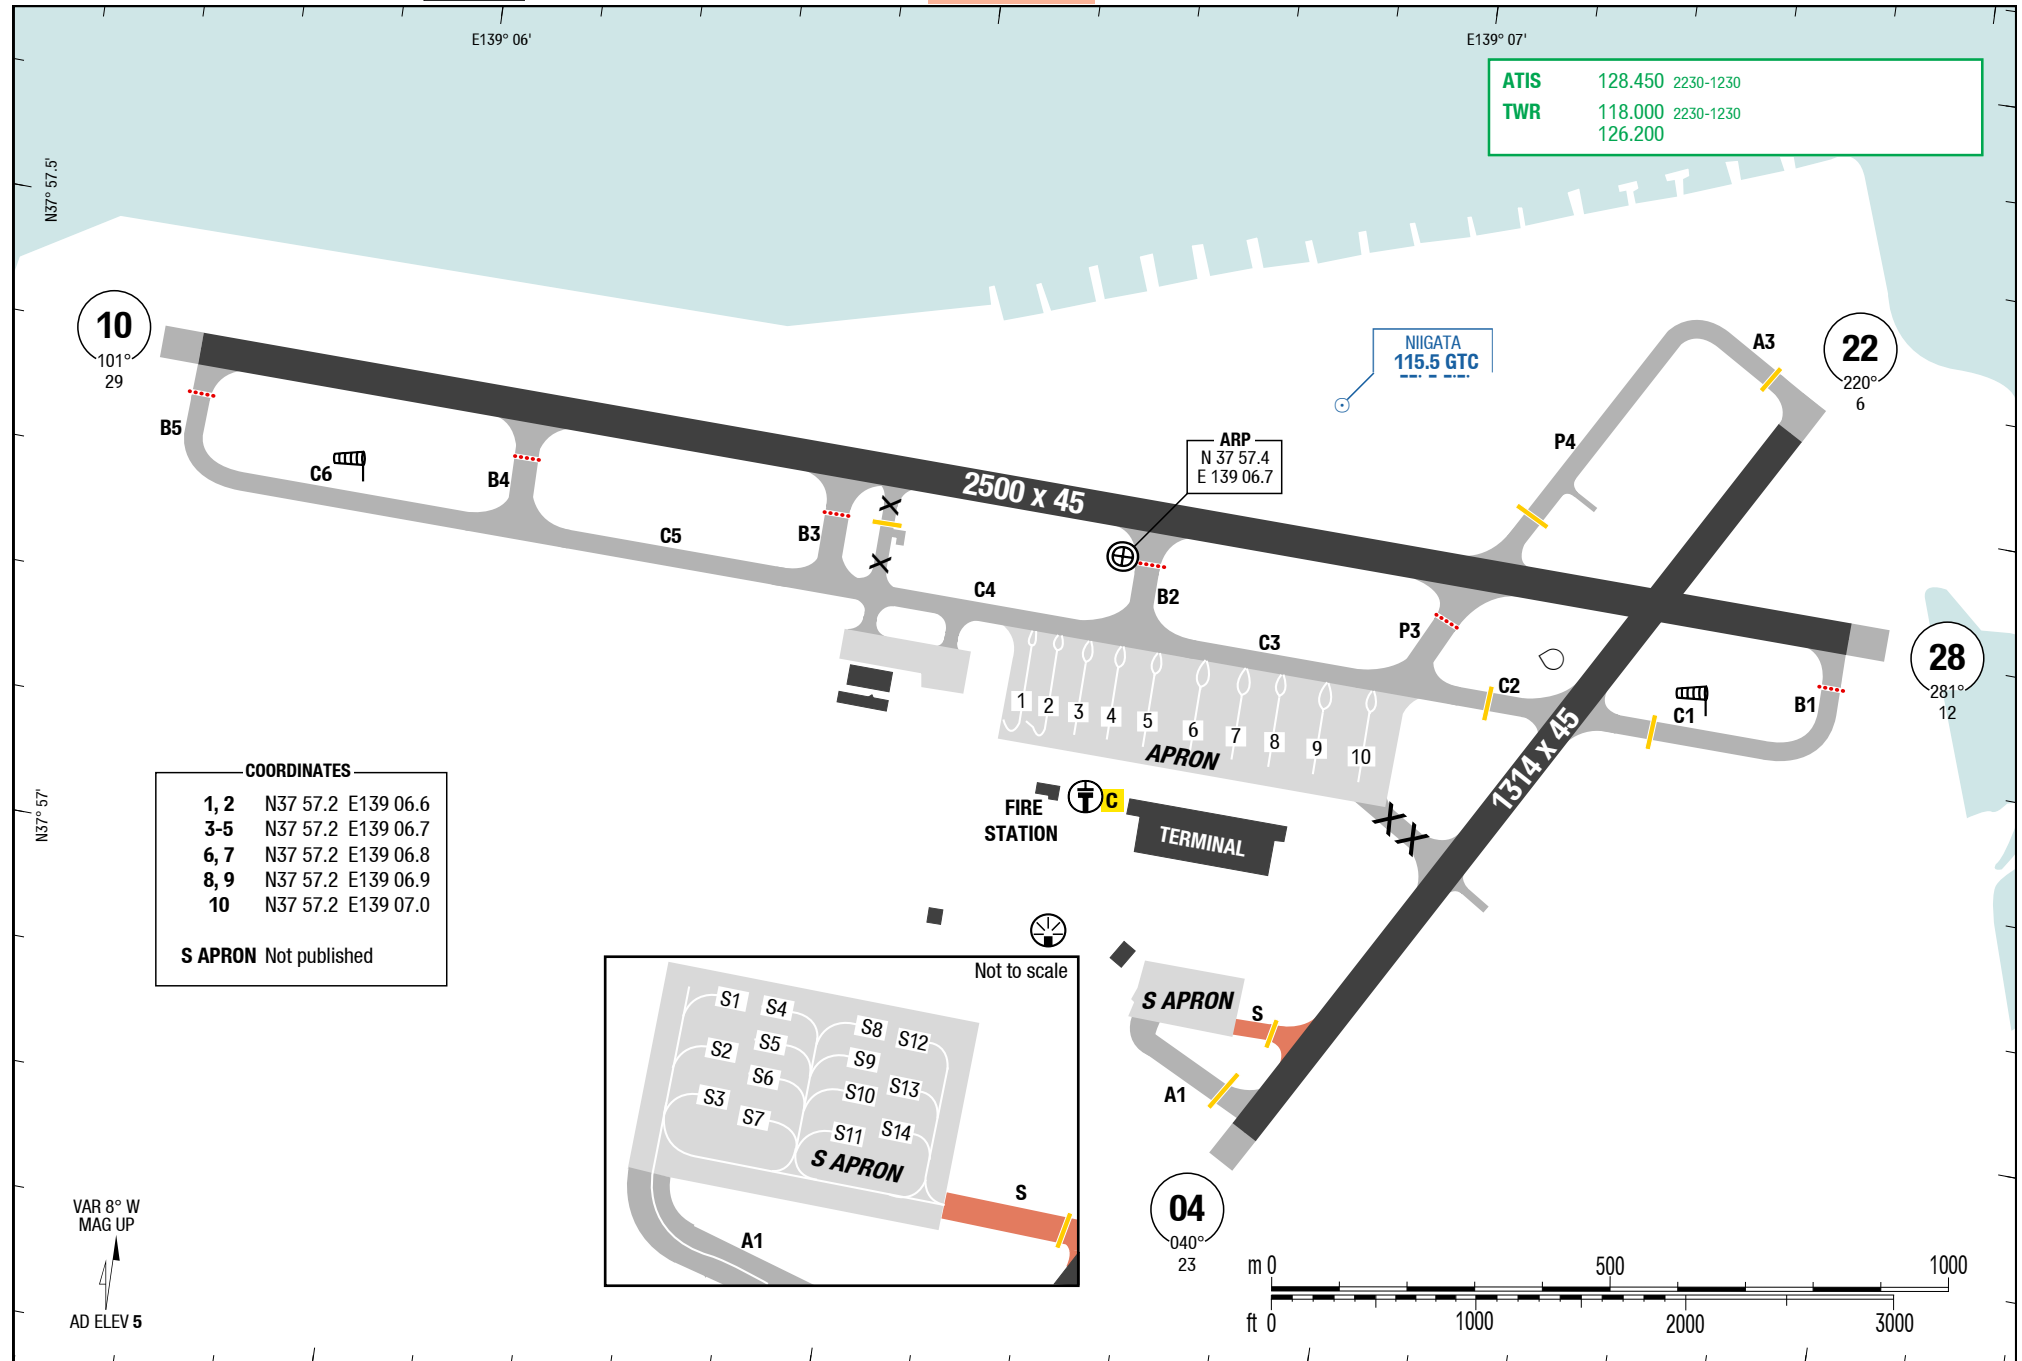 E139° 06'
E139° 07'
ATIS 128.450 2230-1230
TWR 118.000 2230-1230
126.200
N37° 57.5'
10
101°
29
NIIGATA
115.5 GTC
A3
22
220°
6
B5
C6
B4
P4
ARP
N 37 57.4
E 139 06.7
2500 x 45
B3
C5
C4
B2
P3
C3
C2
C1
B1
28
281°
12
1 2 3 4 5 6 7 8 9 10
APRON
1314 x 45
N37° 57'
COORDINATES
1, 2 N37 57.2 E139 06.6
3-5 N37 57.2 E139 06.7
6, 7 N37 57.2 E139 06.8
8, 9 N37 57.2 E139 06.9
10 N37 57.2 E139 07.0
S APRON Not published
FIRE
STATION
C
TERMINAL
Not to scale
S1 S4 S8 S12
S2 S5 S9
S6 S10 S13
S3 S7 S11 S14
S APRON
S
A1
S APRON
S
A1
04
040°
23
VAR 8° W
MAG UP
AD ELEV 5
m 0 500 1000
ft 0 1000 2000 3000